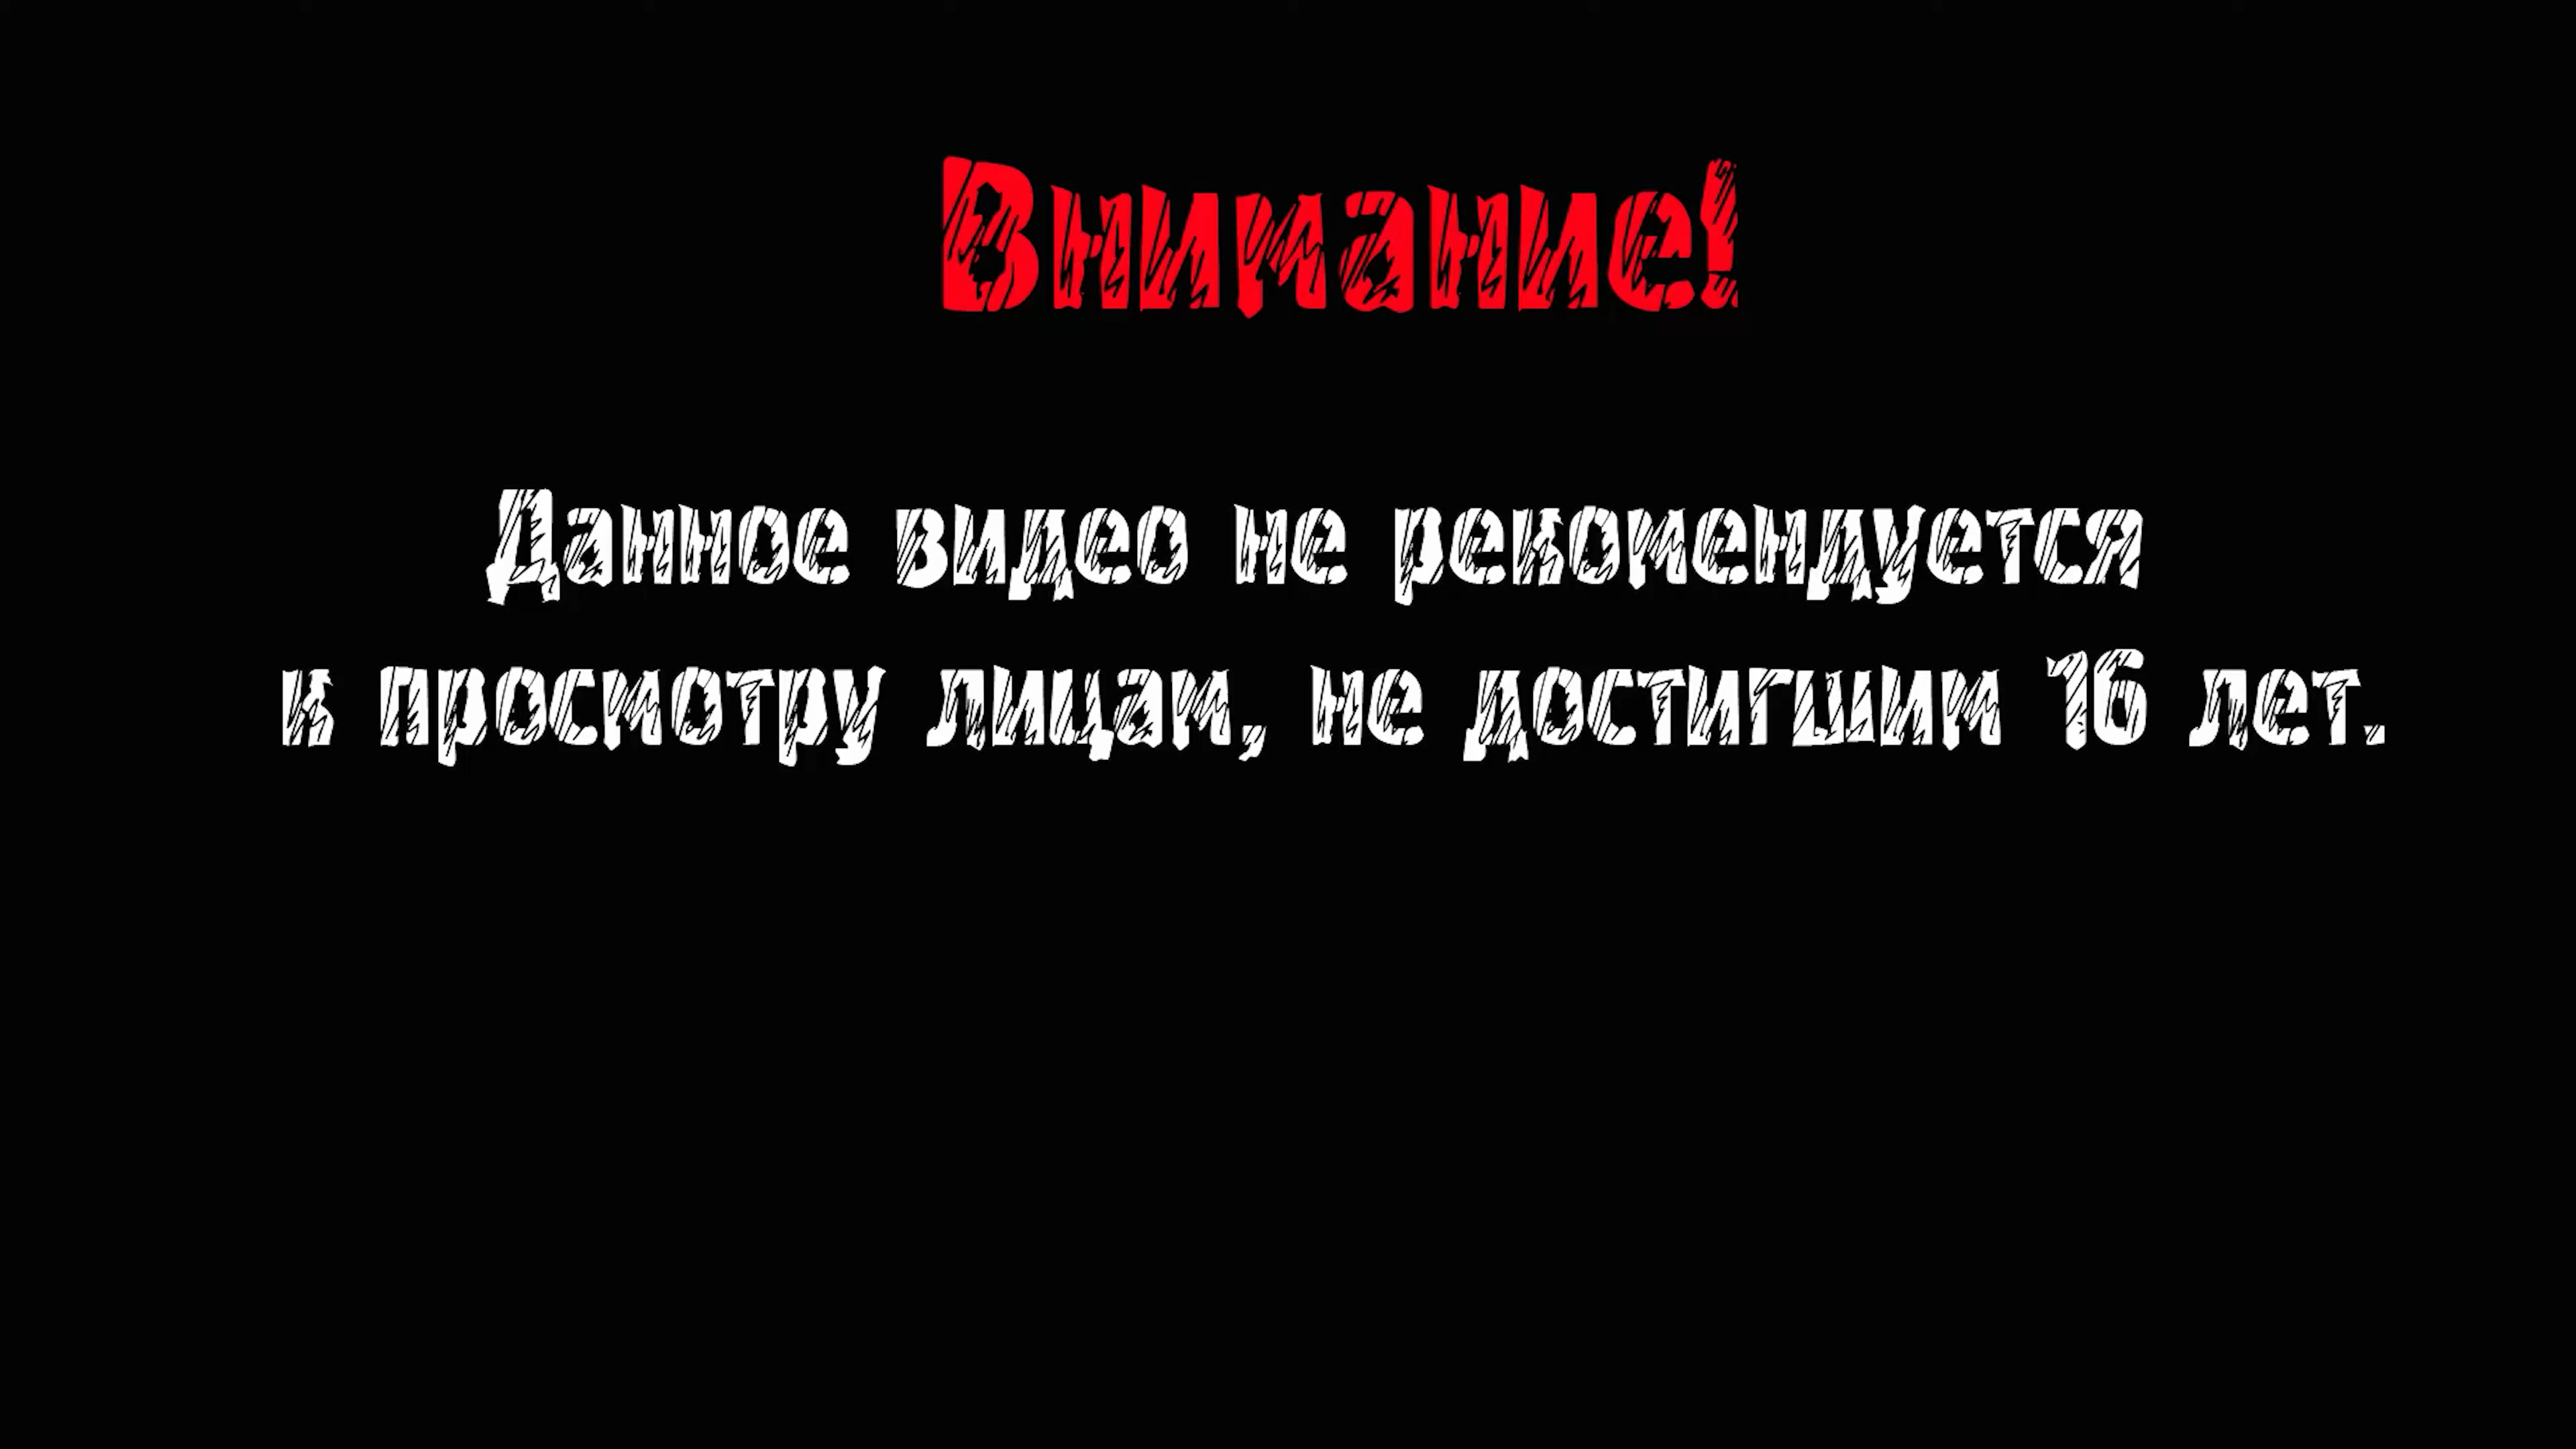 Внимание!
Данное видео не рекомендуется
к просмотру лицам, не достигшим 16 лет.